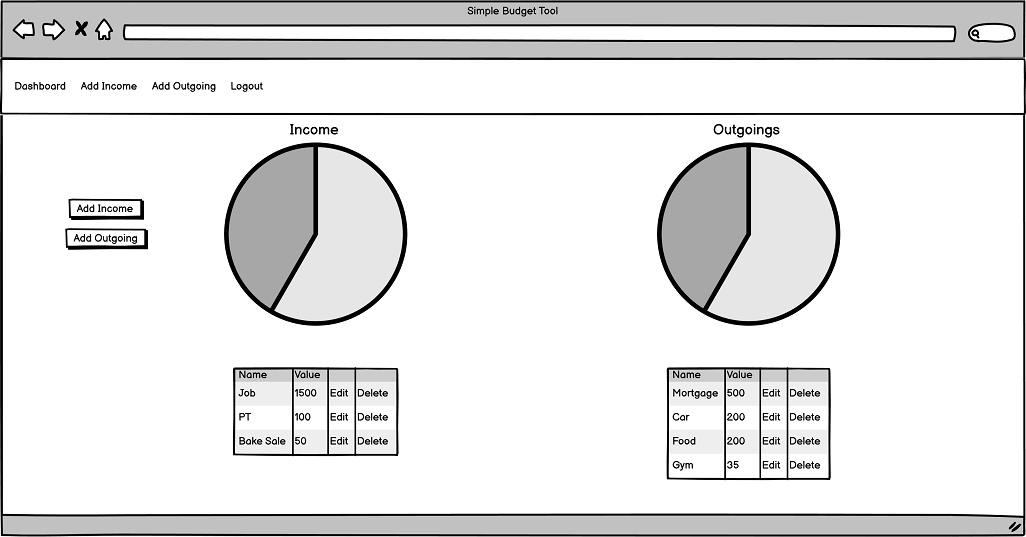 Simple Budget Tool
Dashboard Add Income Add Outgoing Logout
Income
Outgoings
Add Income
Add Outgoing
Name Value
Job 1500 Edit Delete
PT 100 Edit Delete
Bake Sale 50 Edit Delete
Name Value
Mortgage 500 Edit Delete
Car 200 Edit Delete
Food 200 Edit Delete
Gym 35 Edit Delete